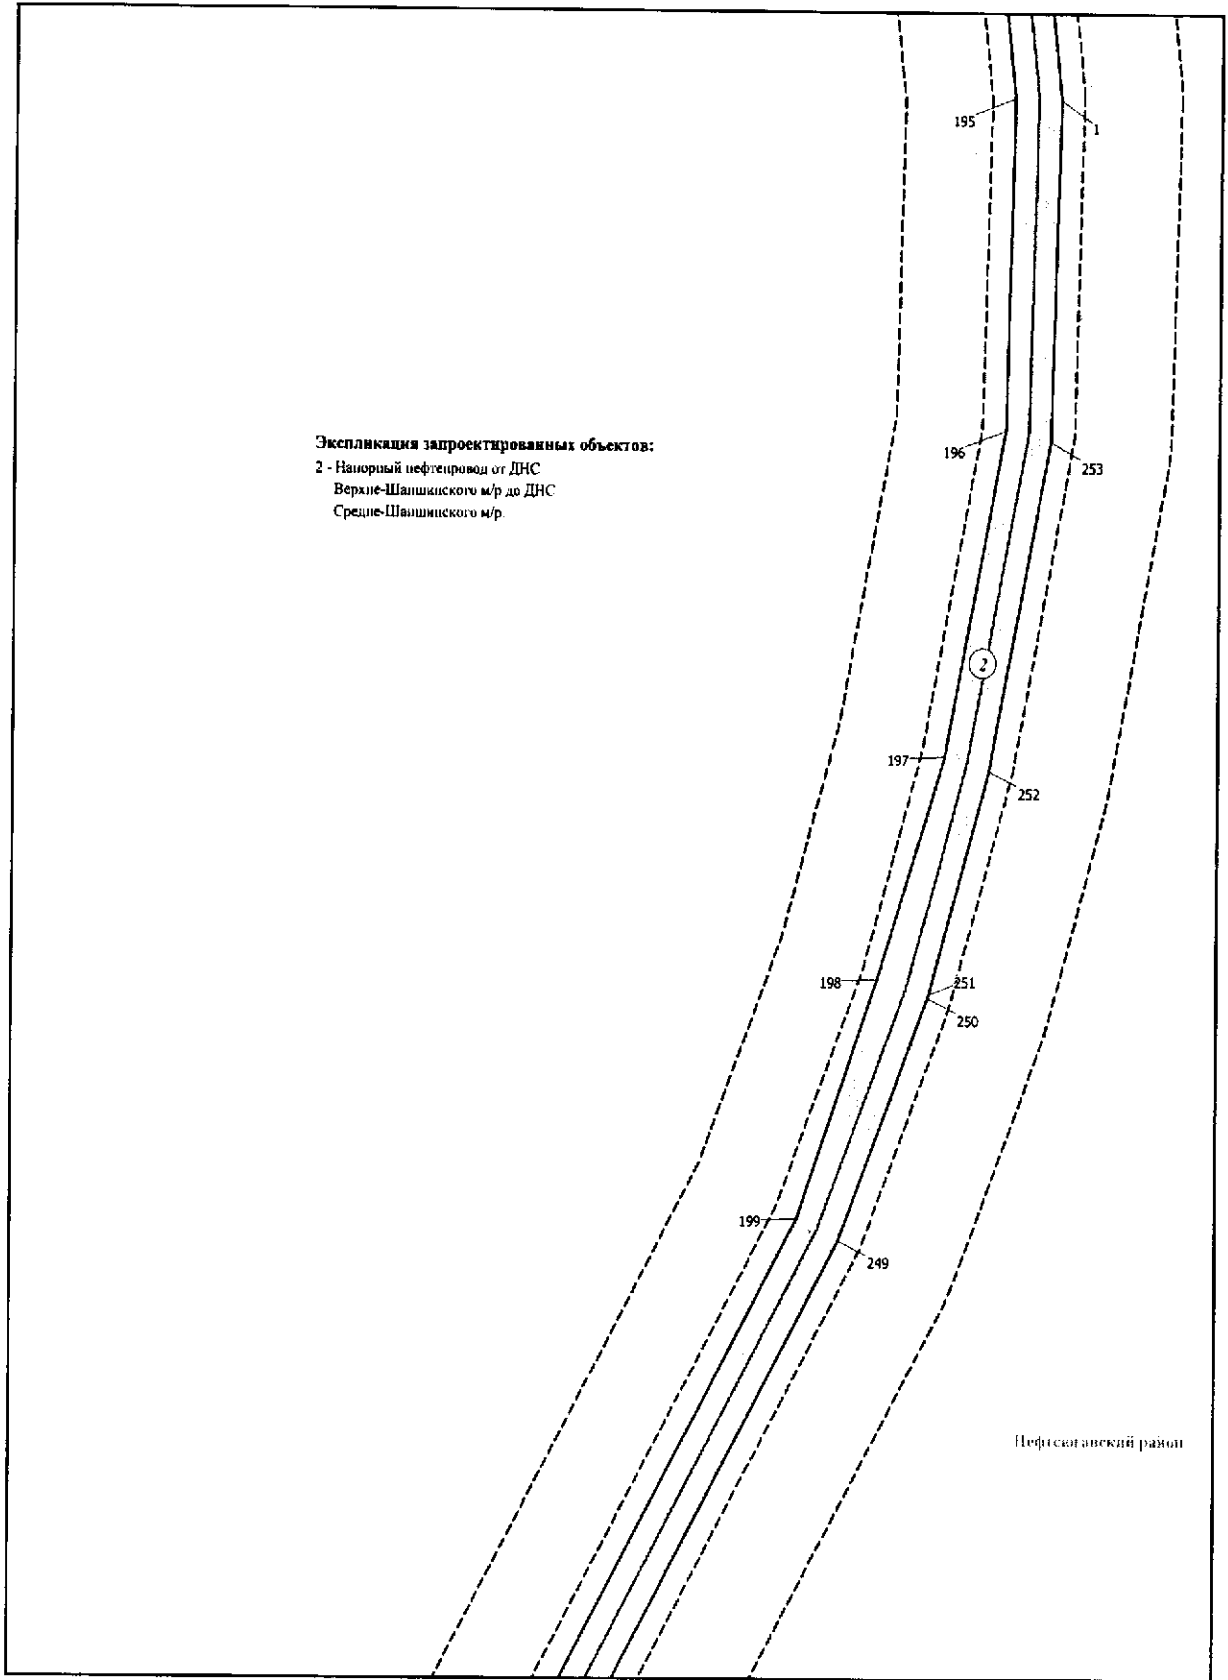 195
1
Экспликация запроектированных объектов:
2 - Напорный нефтепровод от ДНС
Верхне-Шапшинского м/р до ДНС
Средне-Шапшинского м/р.
196
253
2
197
252
198
251
250
199
249
Нефтеюганский район